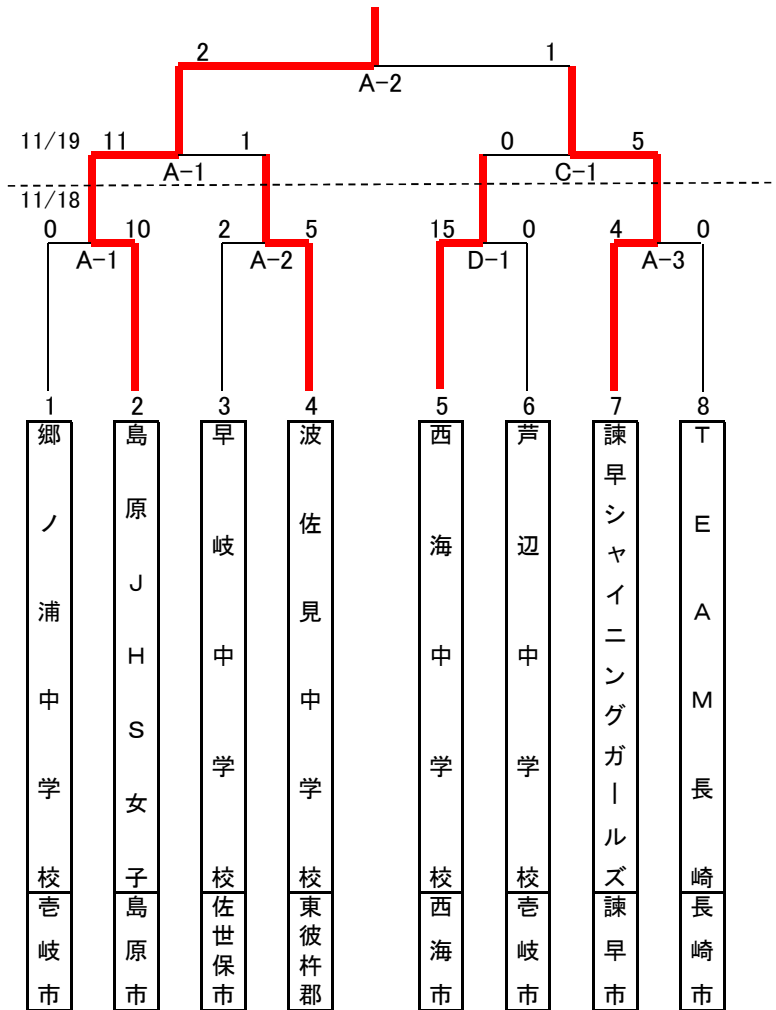 2 1
A-2
11/19 11 1 0 5
A-1 C-1
11/18
0 10 2 5 15 0 4 0
A-1 A-2 D-1 A-3
1 2 3 4 5 6 7 8
郷ノ浦中学校
島原JHS女子
早岐中学校
波佐見中学校
西海中学校
芦辺中学校
諫早シャイニングガールズ
TEAM長崎
壱岐市
島原市
佐世保市
東彼杵郡
西海市
壱岐市
諫早市
長崎市